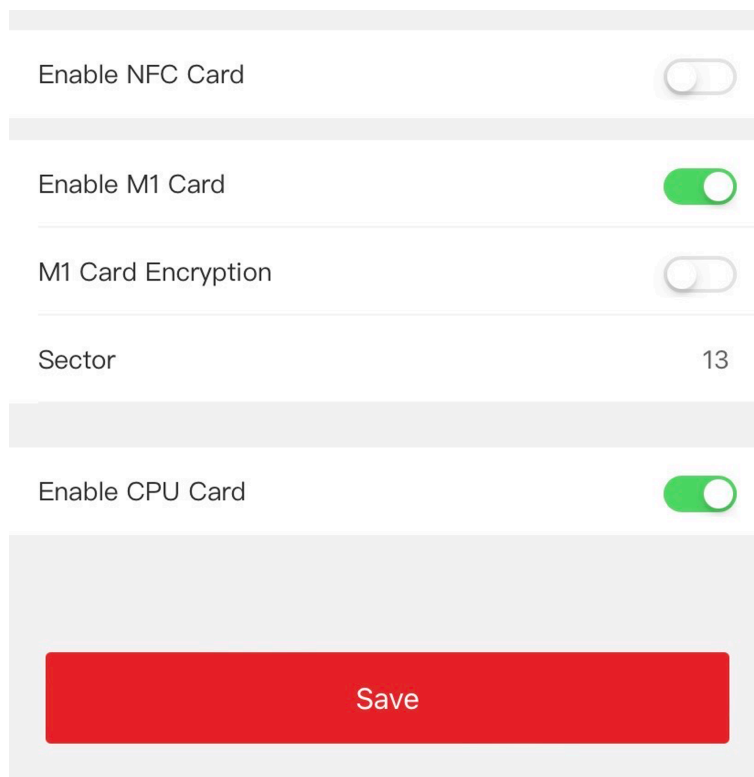 Enable NFC Card
Enable M1 Card
M1 Card Encryption
Sector 13
Enable CPU Card
Save